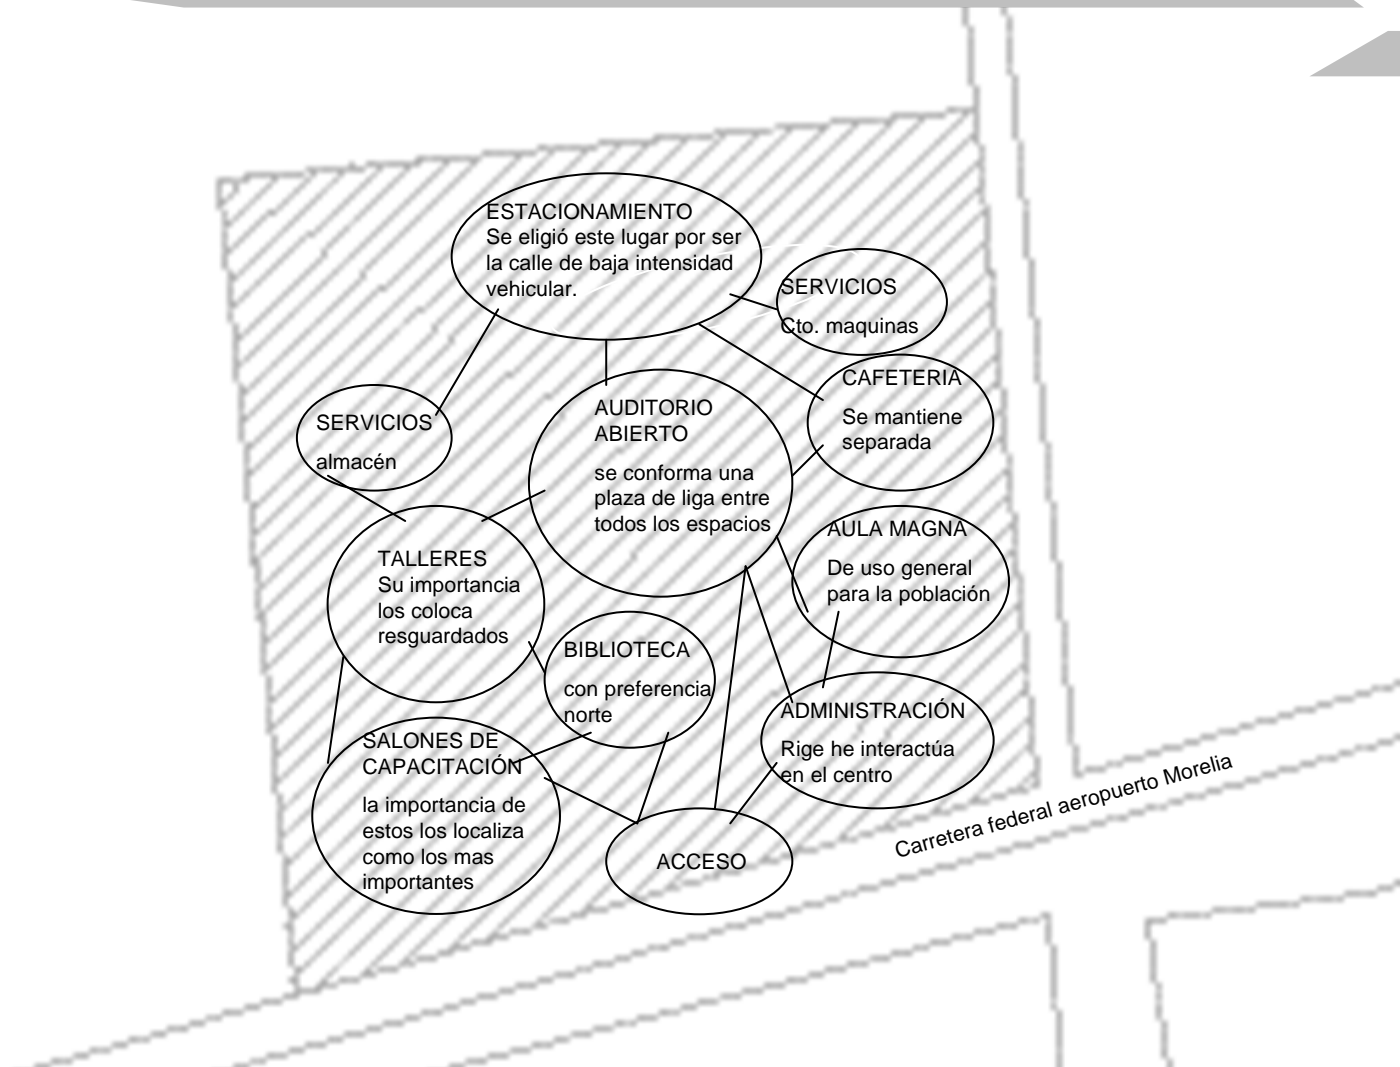 ESTACIONAMIENTO
Se eligió este lugar por ser
la calle de baja intensidad
vehicular.
SERVICIOS
Cto. maquinas
CAFETERIA
Se mantiene
separada
SERVICIOS
almacén
AUDITORIO
ABIERTO
se conforma una
plaza de liga entre
todos los espacios
AULA MAGNA
De uso general
para la población
TALLERES
Su importancia
los coloca
resguardados
BIBLIOTECA
con preferencia
norte
ADMINISTRACIÓN
Rige he interactúa
en el centro
SALONES DE
CAPACITACIÓN
la importancia de
estos los localiza
como los mas
importantes
ACCESO
Carretera federal aeropuerto Morelia